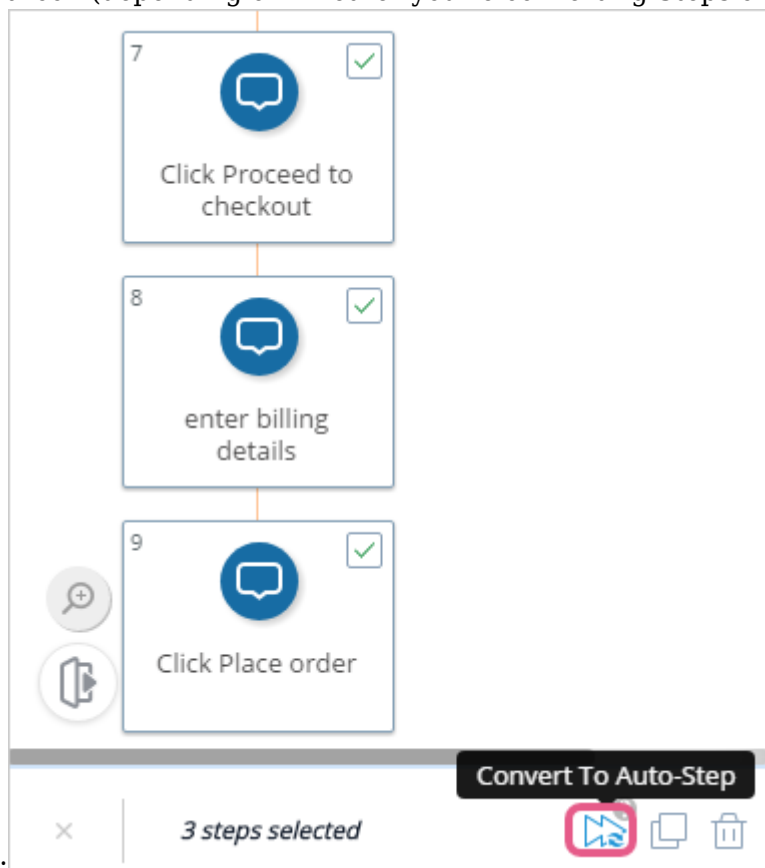 7
Click Proceed to
checkout
8
enter billing
details
9
Click Place order
Convert To Auto-Step
3 steps selected
.